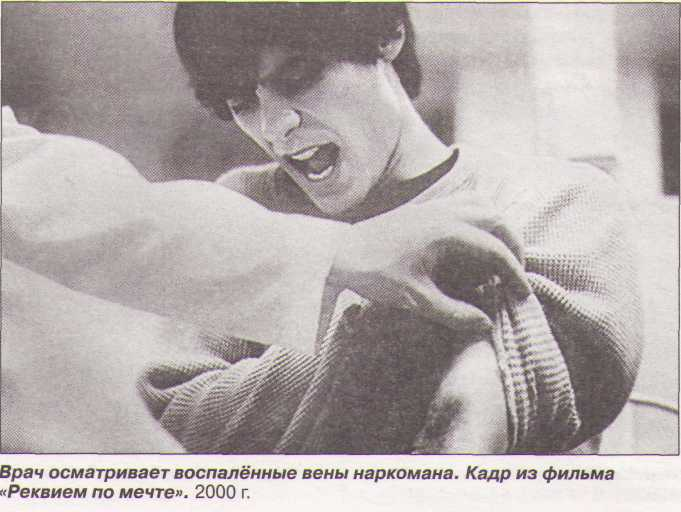 Врач осматривает воспалённые вены наркомана. Кадр из фильма
«Реквием по мечте». 2000 г.